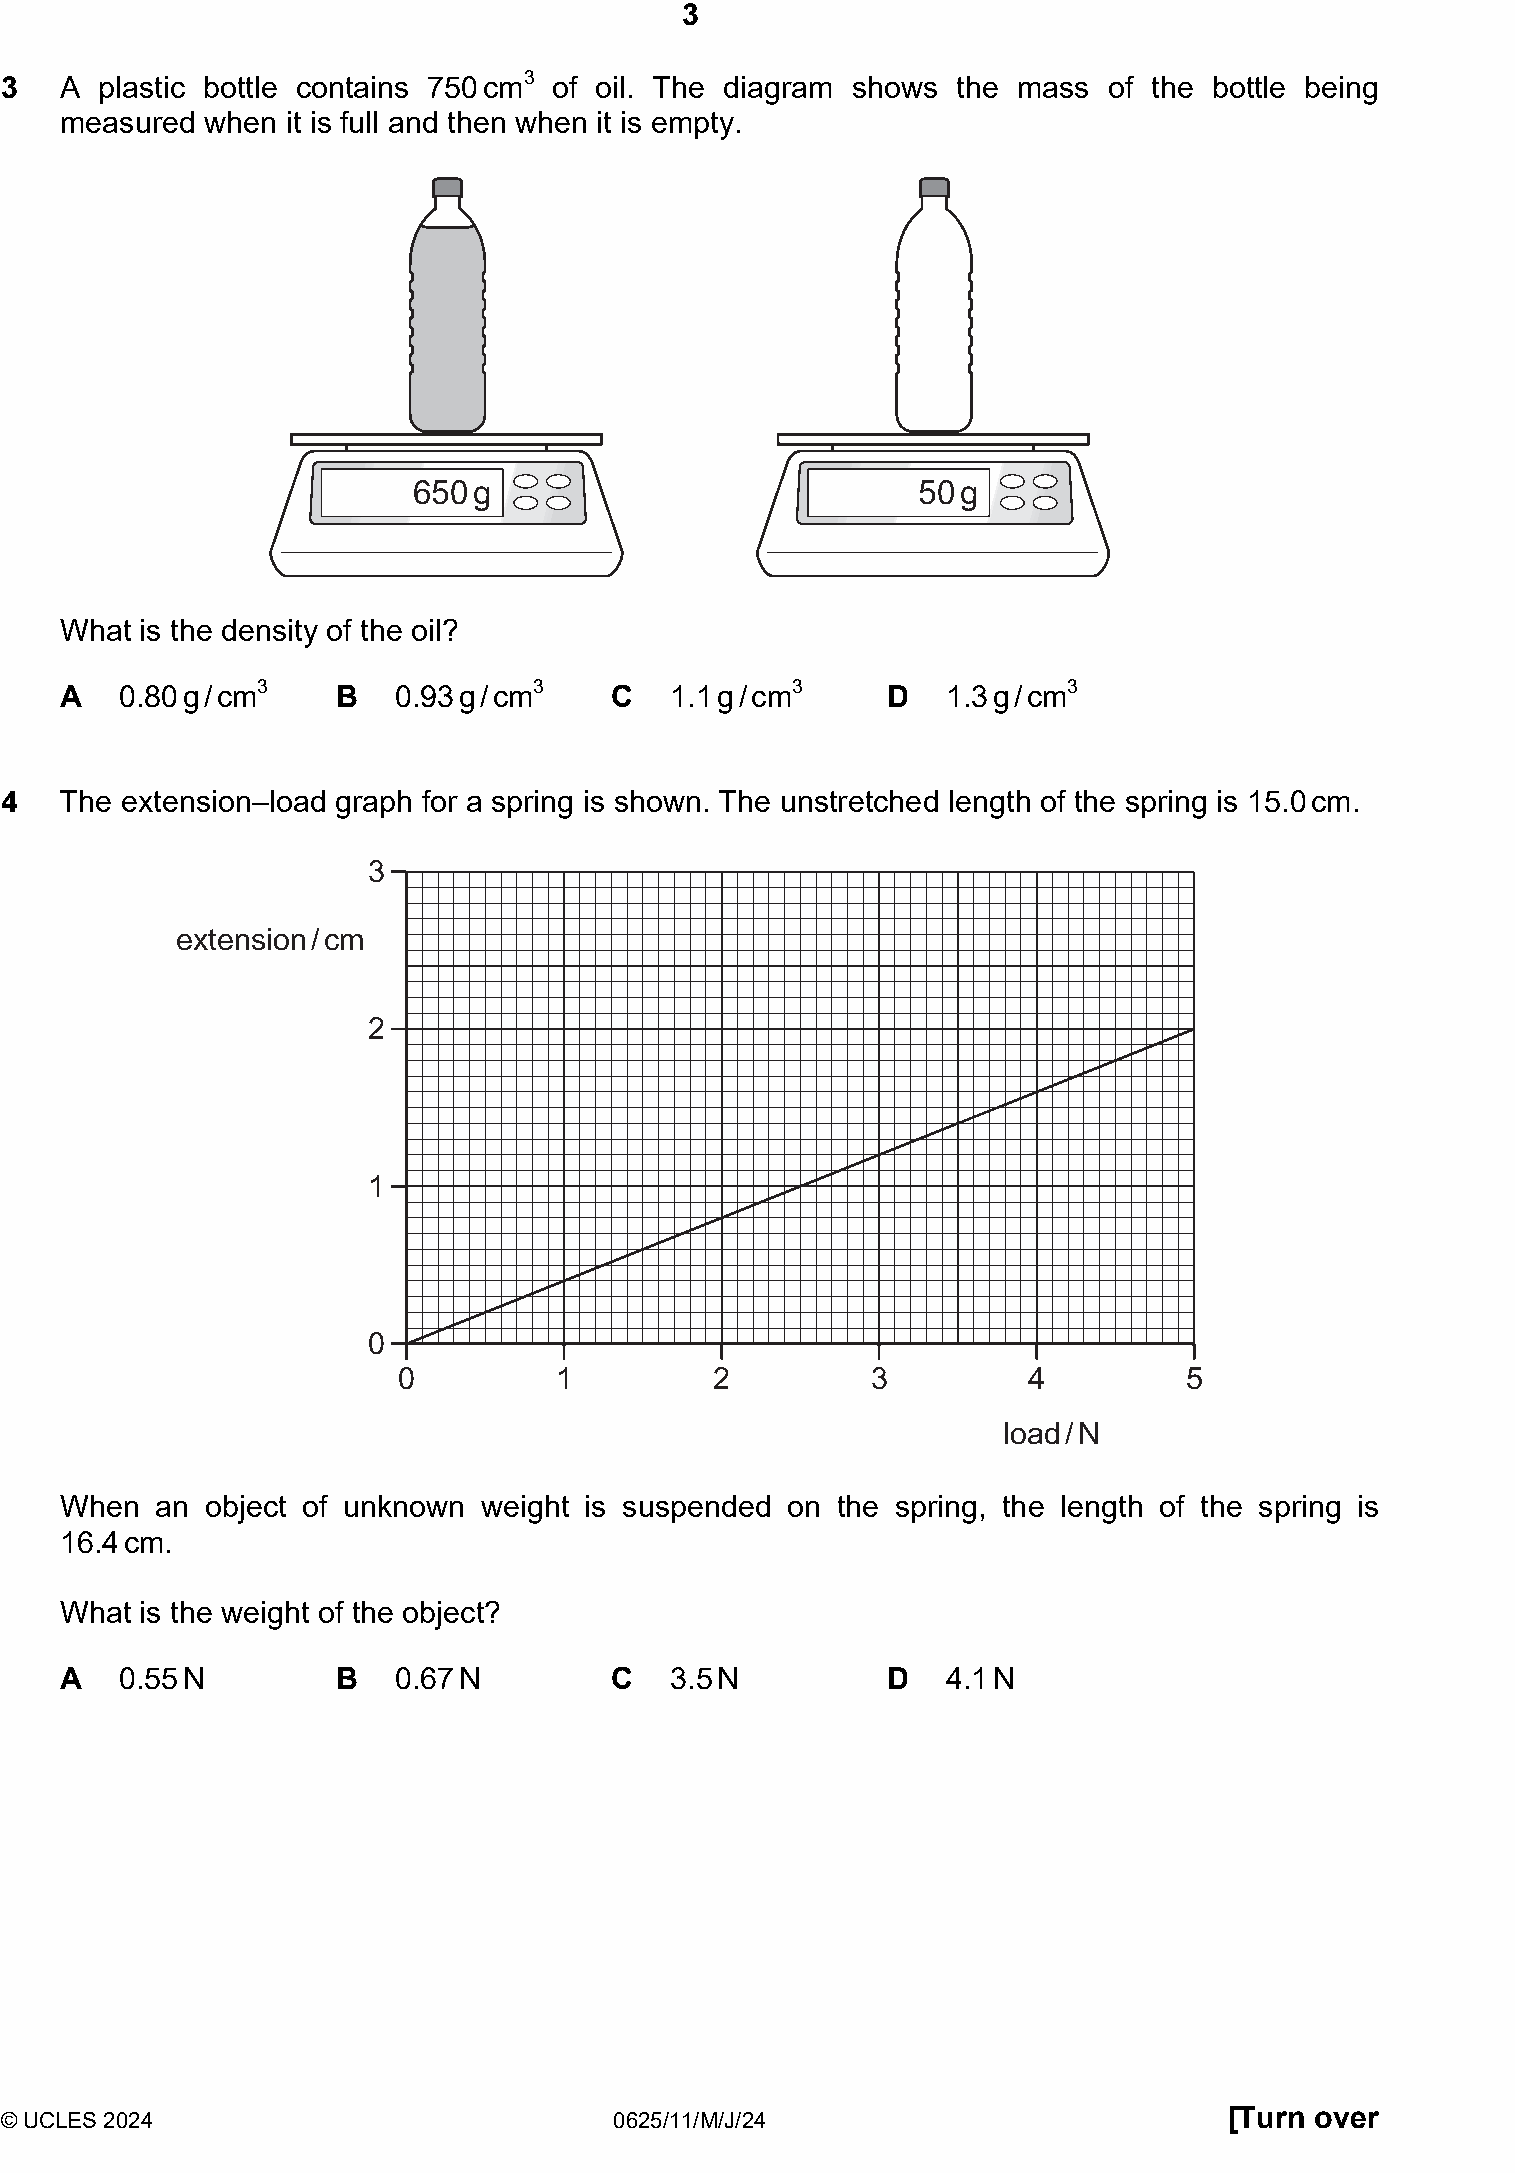 3
3 A plastic bottle contains 750 cm³ of oil. The diagram shows the mass of the bottle being
measured when it is full and then when it is empty.
650 g
50 g
What is the density of the oil?
A 0.80 g / cm³ B 0.93 g / cm³ C 1.1 g / cm³ D 1.3 g / cm³
4 The extension–load graph for a spring is shown. The unstretched length of the spring is 15.0 cm.
3
extension / cm
2
1
0
0 1 2 3 4 5
load / N
When an object of unknown weight is suspended on the spring, the length of the spring is
16.4 cm.
What is the weight of the object?
A 0.55 N B 0.67 N C 3.5 N D 4.1 N
© UCLES 2024 0625/11/M/J/24 [Turn over